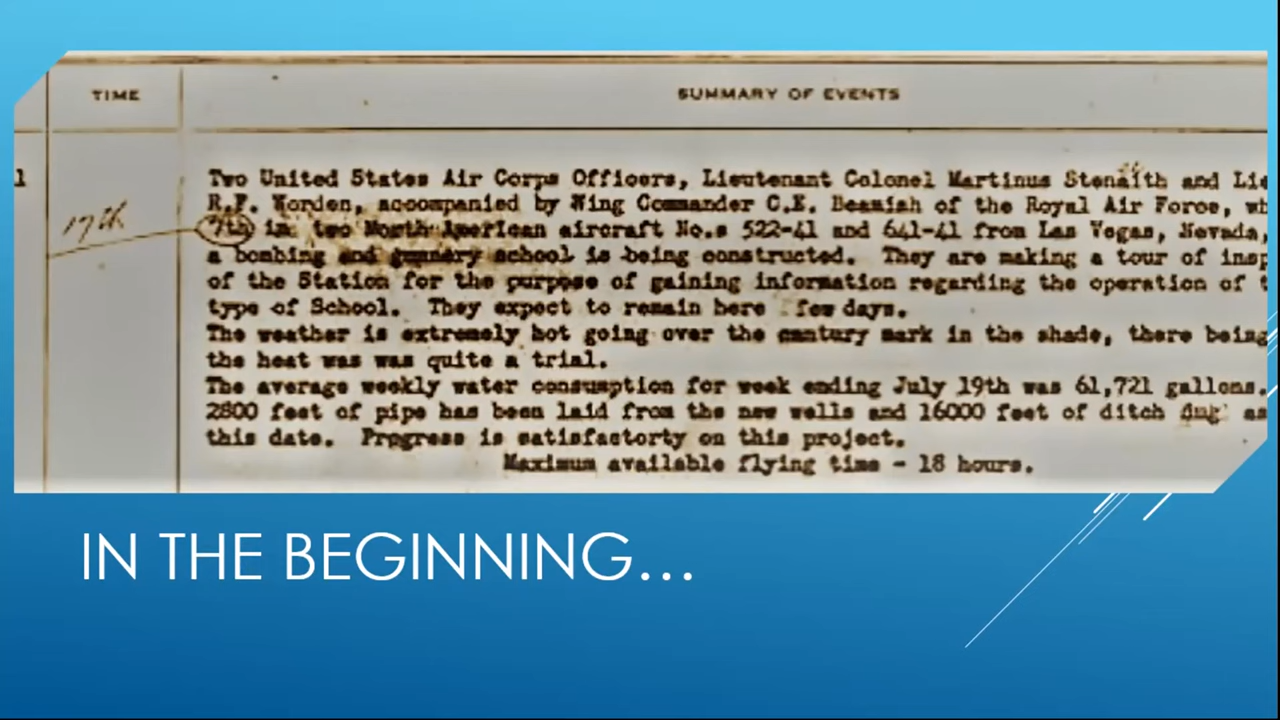 TIME
SUMMARY OF EVENTS
1
17th
Two United States Air Corps Officers, Lieutenant Colonel Martinus Stenseth and Lie
R.F. Worden, accompanied by Wing Commander C.E. Beamish of the Royal Air Force, wh
7th in two North American aircraft No.s 522-41 and 641-41 from Las Vegas, Nevada,
a bombing and gunnery school is being constructed. They are making a tour of insp
of the Station for the purpose of gaining information regarding the operation of t
type of School. They expect to remain here few days.
The weather is extremely hot going over the century mark in the shade, there being
the heat was was quite a trial.
The average weekly water consumption for week ending July 19th was 61,721 gallons.
2800 feet of pipe has been laid from the new wells and 16000 feet of ditch dug as
this date. Progress is satisfactorty on this project.
Maximum available flying time - 18 hours.
IN THE BEGINNING...